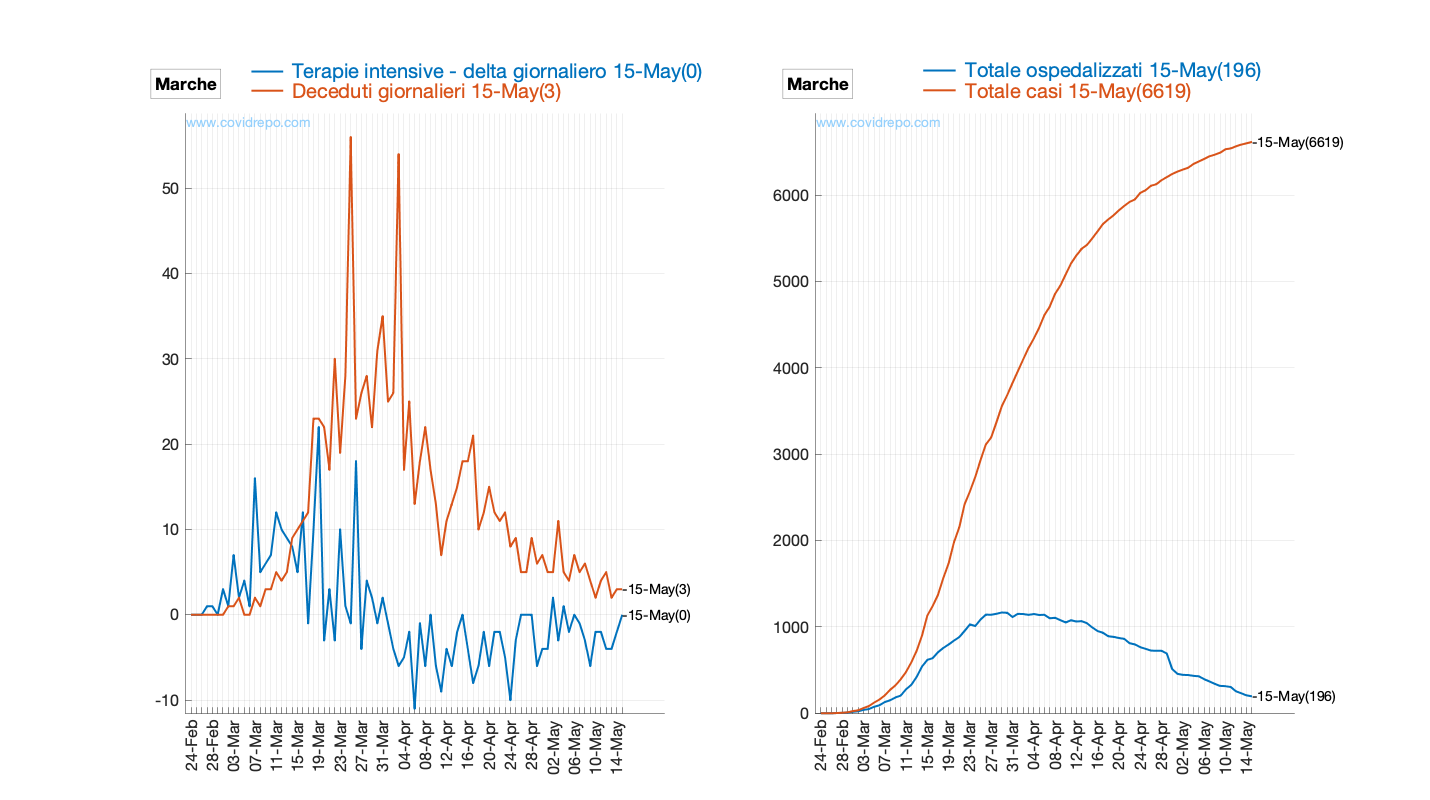 Marche
Terapie intensive - delta giornaliero 15-May(0)
Deceduti giornalieri 15-May(3)
www.covidrepo.com
50
40
30
20
10
0
-10
15-May(3)
15-May(0)
24-Feb
28-Feb
03-Mar
07-Mar
11-Mar
15-Mar
19-Mar
23-Mar
27-Mar
31-Mar
04-Apr
08-Apr
12-Apr
16-Apr
20-Apr
24-Apr
28-Apr
02-May
06-May
10-May
14-May
Marche
Totale ospedalizzati 15-May(196)
Totale casi 15-May(6619)
www.covidrepo.com
6000
5000
4000
3000
2000
1000
0
15-May(6619)
15-May(196)
24-Feb
28-Feb
03-Mar
07-Mar
11-Mar
15-Mar
19-Mar
23-Mar
27-Mar
31-Mar
04-Apr
08-Apr
12-Apr
16-Apr
20-Apr
24-Apr
28-Apr
02-May
06-May
10-May
14-May